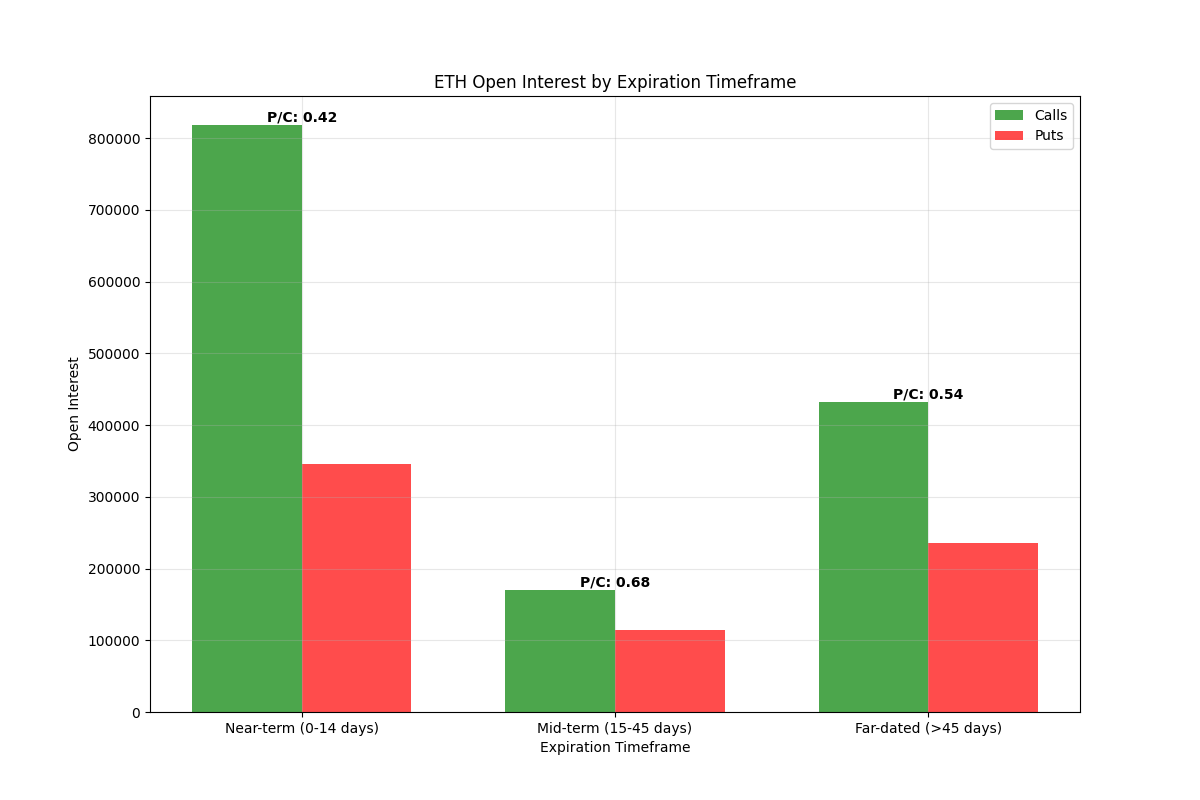 ETH Open Interest by Expiration Timeframe
P/C: 0.42
Calls
Puts
800000
700000
600000
500000
P/C: 0.54
400000
300000
200000
P/C: 0.68
100000
0
Open Interest
Near-term (0-14 days)
Mid-term (15-45 days)
Far-dated (>45 days)
Expiration Timeframe